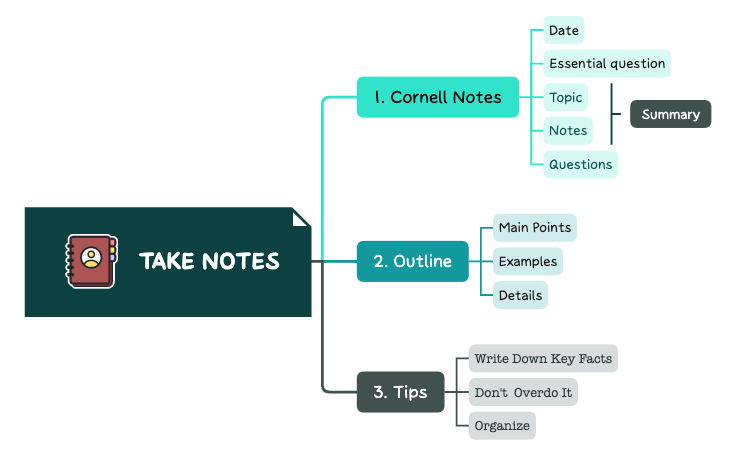 TAKE NOTES
1. Cornell Notes
Date
Essential question
Topic
Notes
Questions
Summary
2. Outline
Main Points
Examples
Details
3. Tips
Write Down Key Facts
Don't Overdo It
Organize